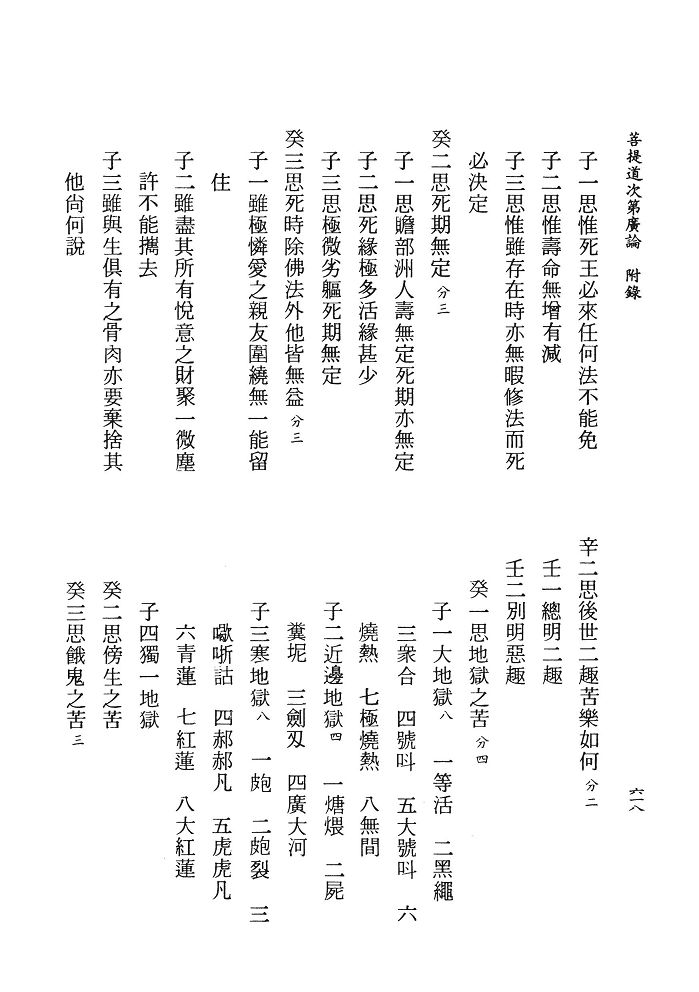 菩提道次第廣論　附錄
子一思惟死王必來任何法不能免
子二思惟壽命無增有減
子三思惟雖存在時亦無暇修法而死
必決定
癸二思死期無定 分三
子一思贍部洲人壽無定死期亦無定
子二思死緣極多活緣甚少
子三思極微劣軀死期無定
癸三思死時除佛法外他皆無益 分三
子一雖極憐愛之親友圍繞無一能留
住
子二雖盡其所有悅意之財聚一微塵
許不能攜去
子三雖與生俱有之骨肉亦要棄捨其
他尙何說
辛二思後世二趣苦樂如何 分二
壬一總明二趣
壬二別明惡趣
癸一思地獄之苦 分四
子一大地獄 八　一等活　二黑繩
三衆合　四號叫　五大號叫　六
燒熱　七極燒熱　八無間
子二近邊地獄 四　一煻煨　二屍
糞坭　三劍刄　四廣大河
子三寒地獄 八　一皰　二皰裂　三
嚱哳詀　四郝郝凡　五虎虎凡
六青蓮　七紅蓮　八大紅蓮
子四獨一地獄
癸二思傍生之苦
癸三思餓鬼之苦 三
六一八